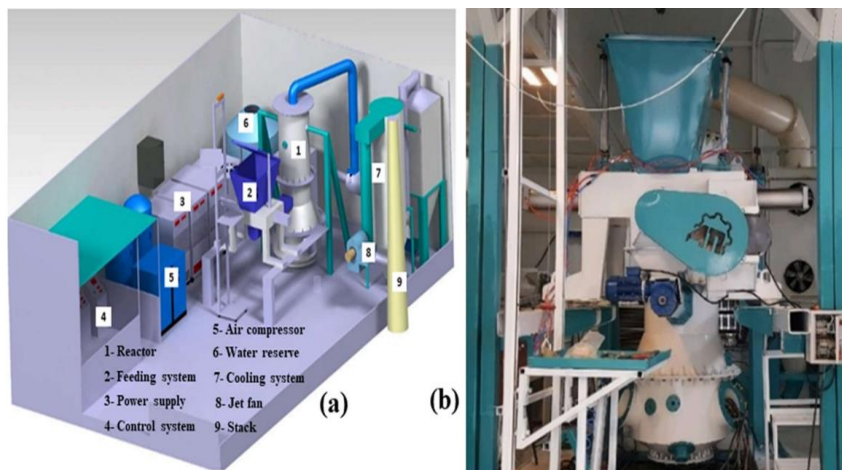 6
1
2
7
3
8
5
9
4
5- Air compressor
1- Reactor
6- Water reserve
2- Feeding system
7- Cooling system
3- Power supply
8- Jet fan
4- Control system
9- Stack
(a)
(b)